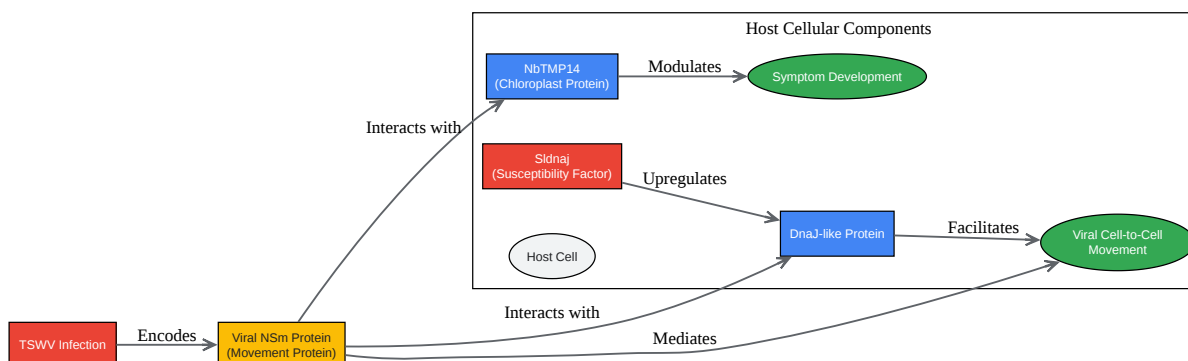 Host Cellular Components
NbTMP14
(Chloroplast Protein)
Modulates
Symptom Development
Interacts with
Sldnaj
(Susceptibility Factor)
Upregulates
DnaJ-like Protein
Facilitates
Viral Cell-to-Cell
Movement
Host Cell
Interacts with
TSWV Infection
Encodes
Viral NSm Protein
(Movement Protein)
Mediates